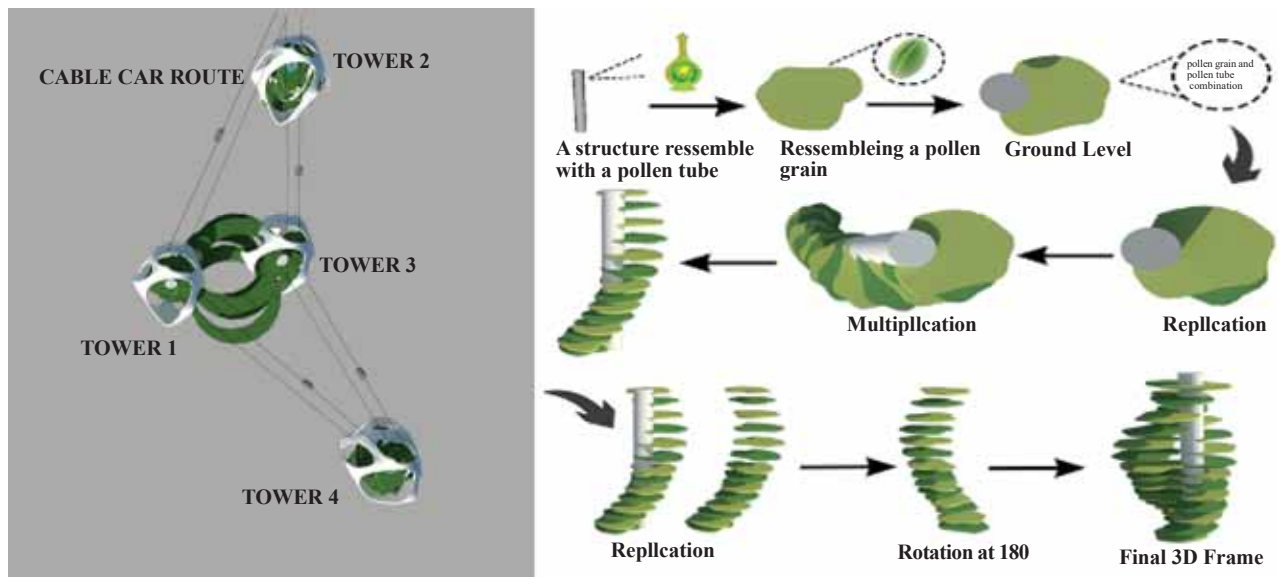 TOWER 2
CABLE CAR ROUTE
TOWER 3
TOWER 1
TOWER 4
A structure ressemble
with a pollen tube
Ressembleing a pollen
grain
Ground Level
pollen grain and
pollen tube
combination
Multipllcation
Repllcation
Repllcation
Rotation at 180
Final 3D Frame